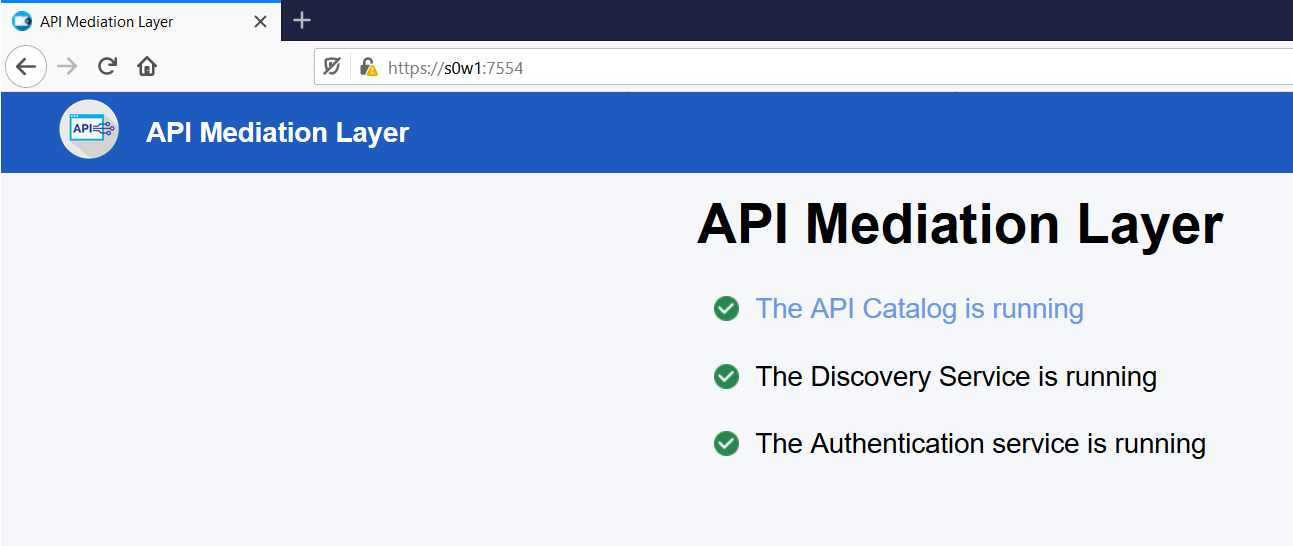 API Mediation Layer
https://s0w1:7554
API
API Mediation Layer
API Mediation Layer
The API Catalog is running
The Discovery Service is running
The Authentication service is running